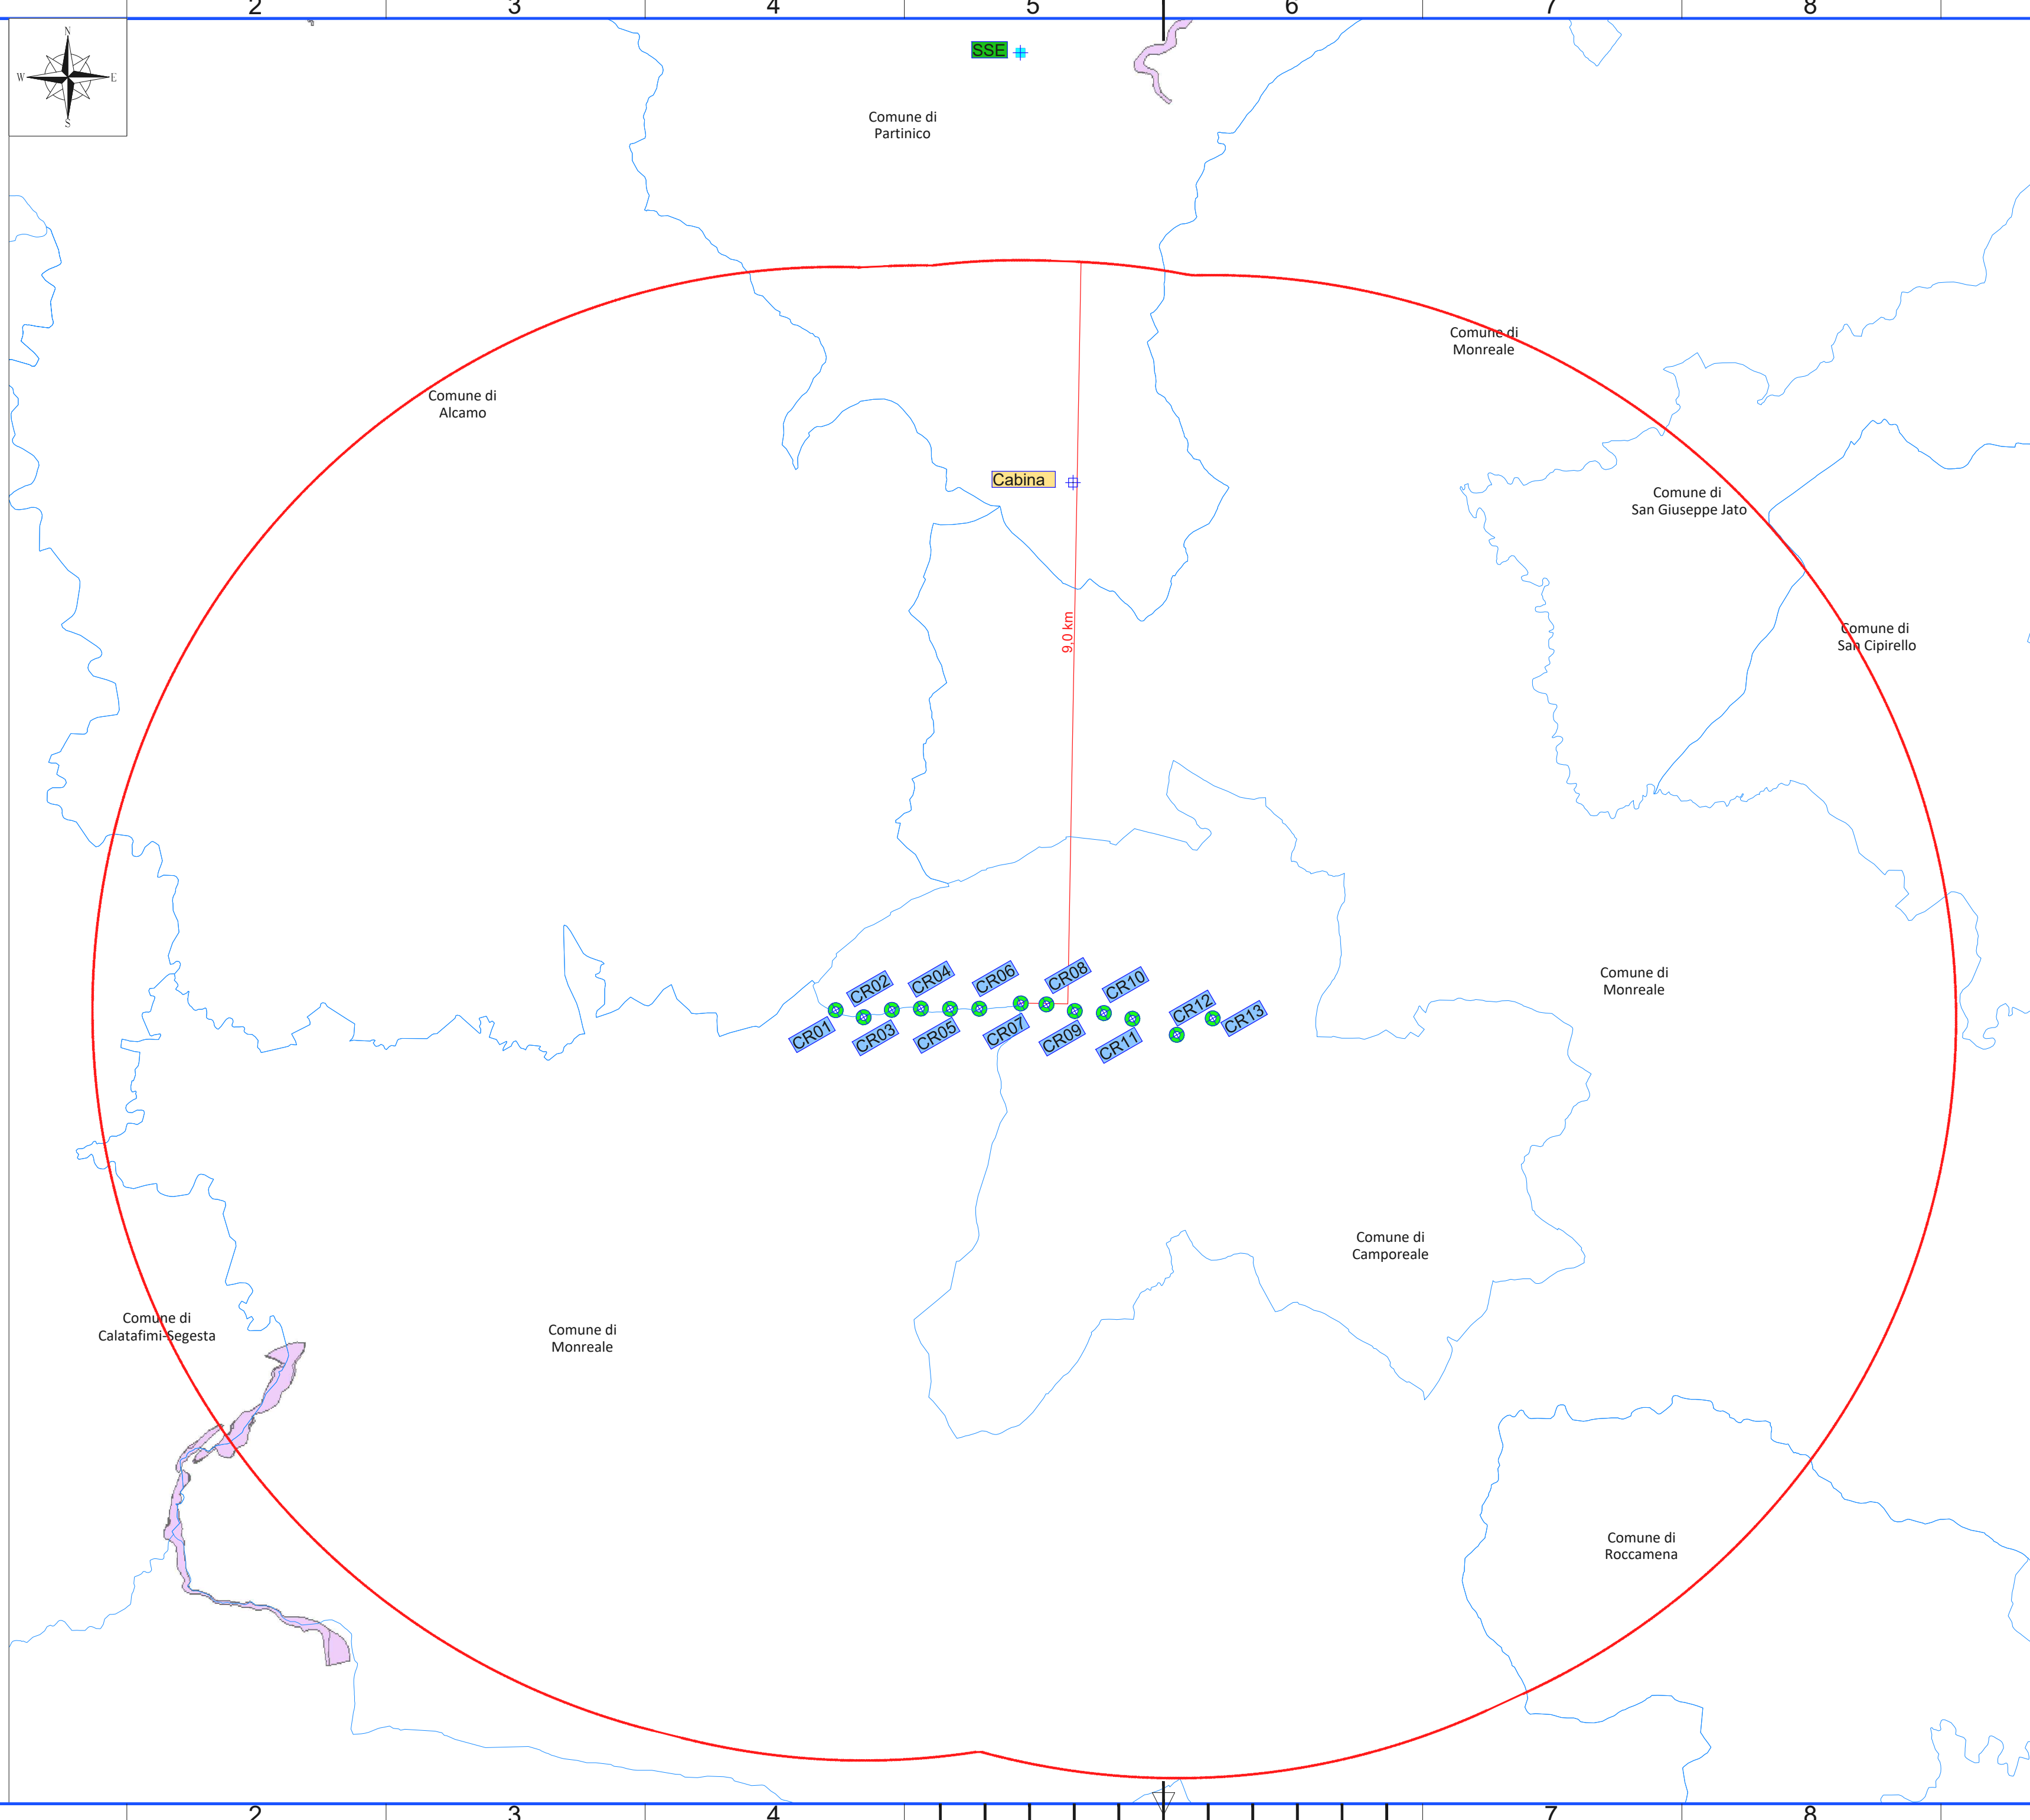 2 3 4 5 6 7 8
N
W E
S
SSE
Comune di
Partinico
Comune di
Monreale
Comune di
Alcamo
Cabina
Comune di
San Giuseppe Jato
9,0 km
Comune di
San Cipirello
CR02
CR04
CR06
CR08
CR10
CR12
CR13
CR01
CR03
CR05
CR07
CR09
CR11
Comune di
Monreale
Comune di
Camporeale
Comune di
Calatafimi-Segesta
Comune di
Monreale
Comune di
Roccamena
2 3 4 7 8